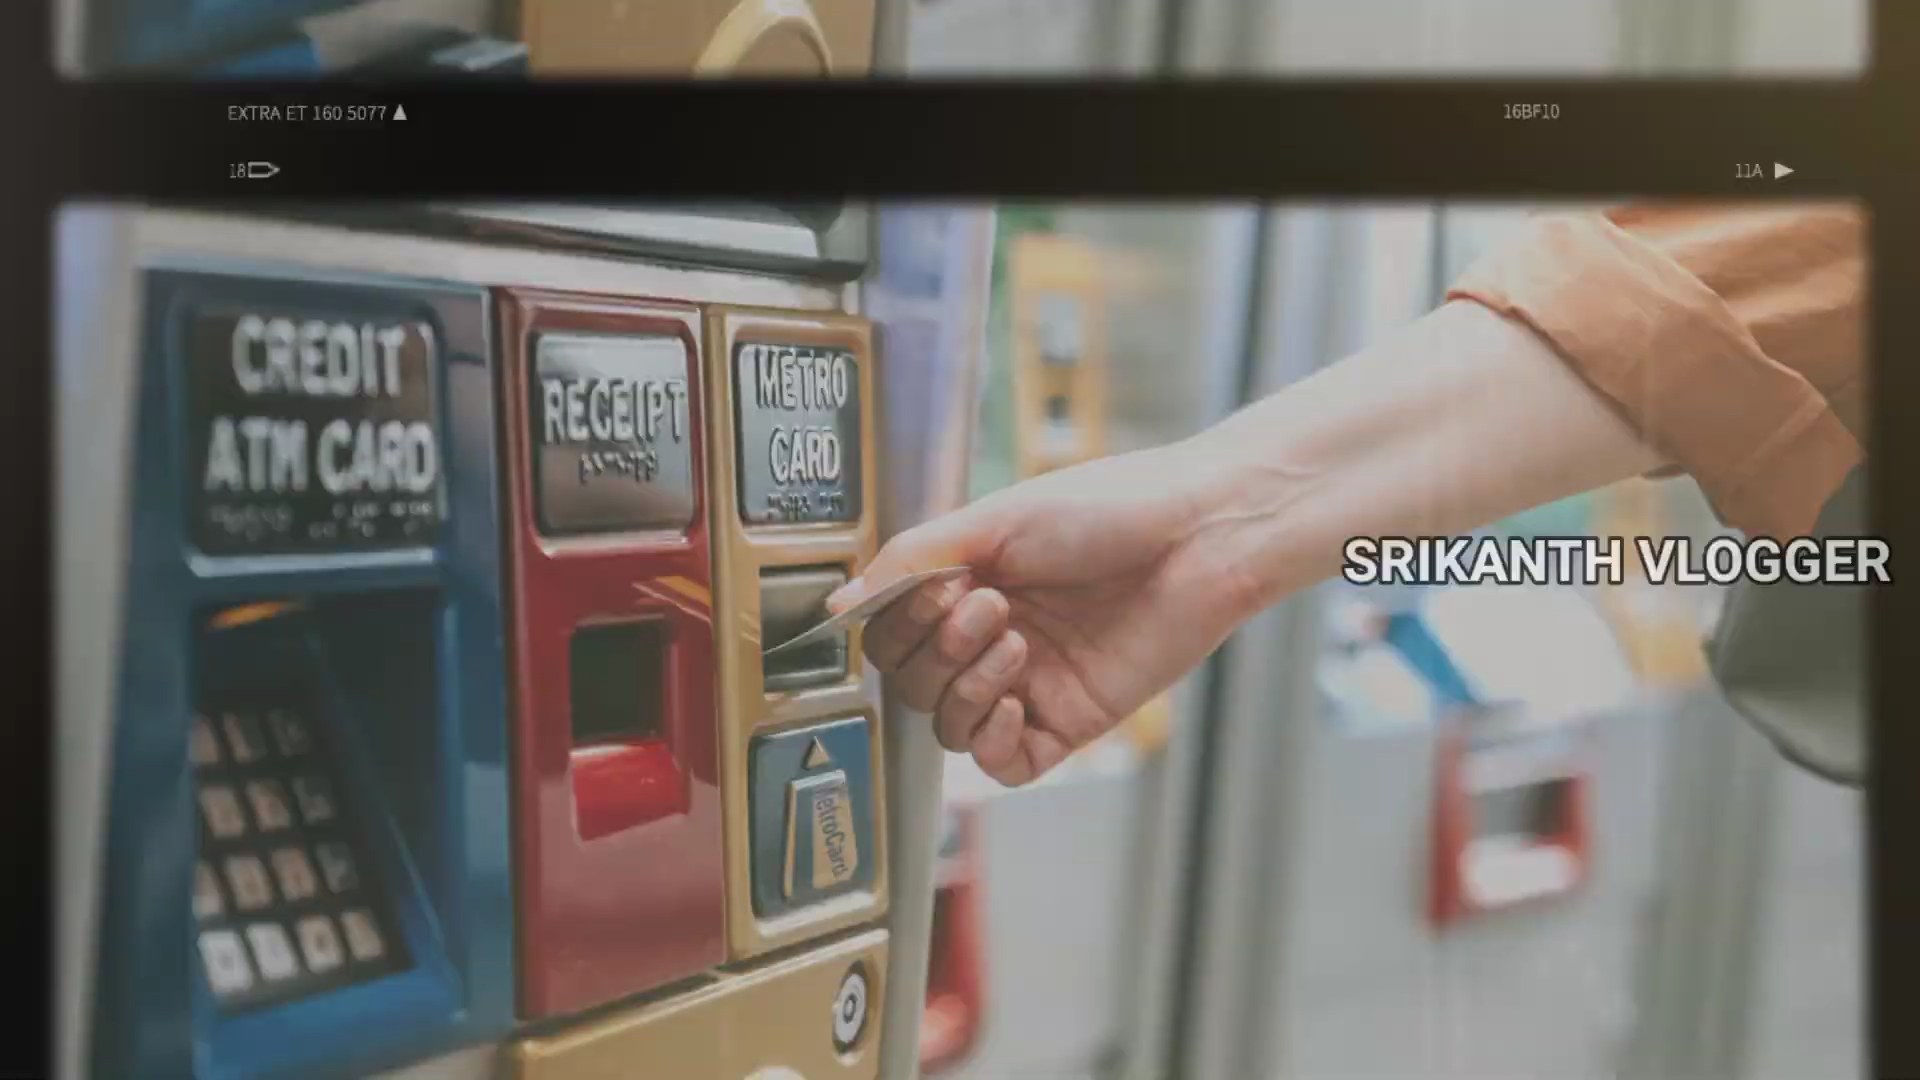 EXTRA ET 160 5077
16BF10
18
11A
CREDIT
ATM CARD
RECEIPT
METRO
CARD
SRIKANTH VLOGGER
MetroCard